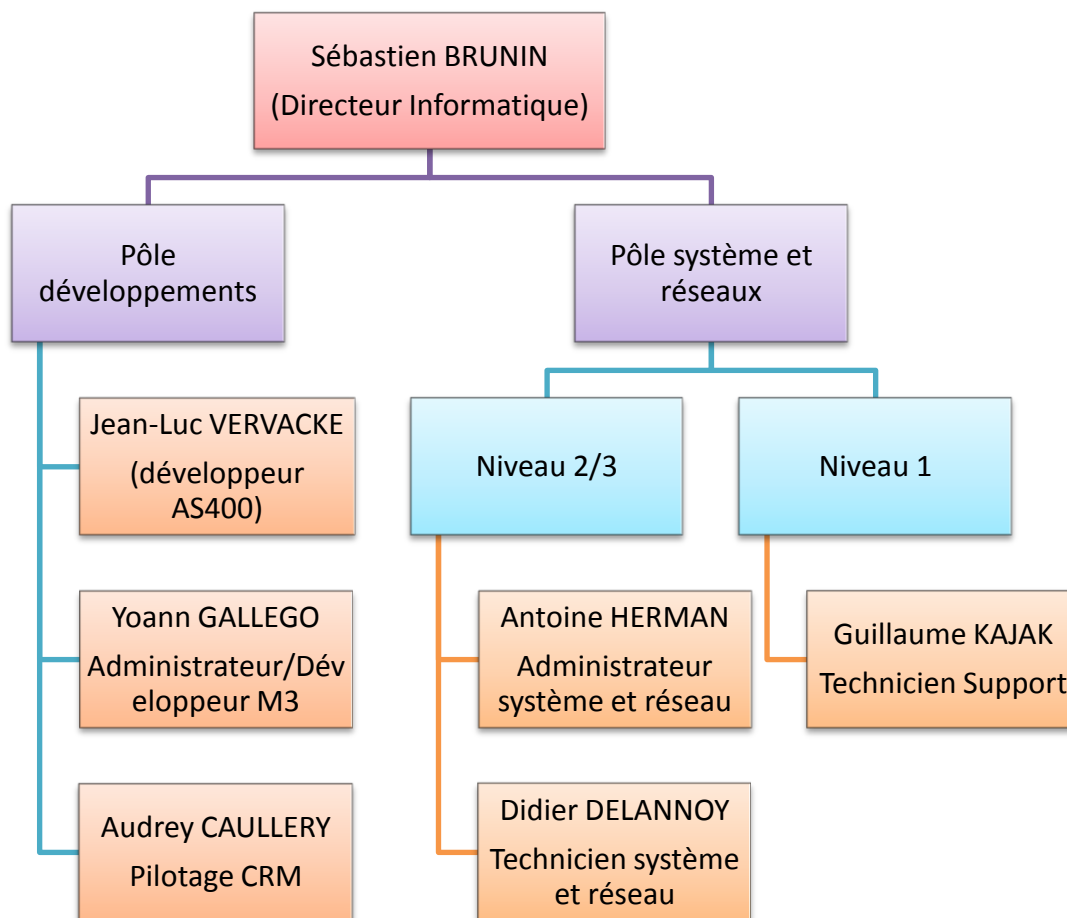 Sébastien BRUNIN
(Directeur Informatique)
Pôle
développements
Pôle système et
réseaux
Jean-Luc VERVACKE
(développeur
AS400)
Niveau 2/3
Niveau 1
Yoann GALLEGO
Administrateur/Dév
eloppeur M3
Antoine HERMAN
Administrateur
système et réseau
Guillaume KAJAK
Technicien Support
Audrey CAULLERY
Pilotage CRM
Didier DELANNOY
Technicien système
et réseau